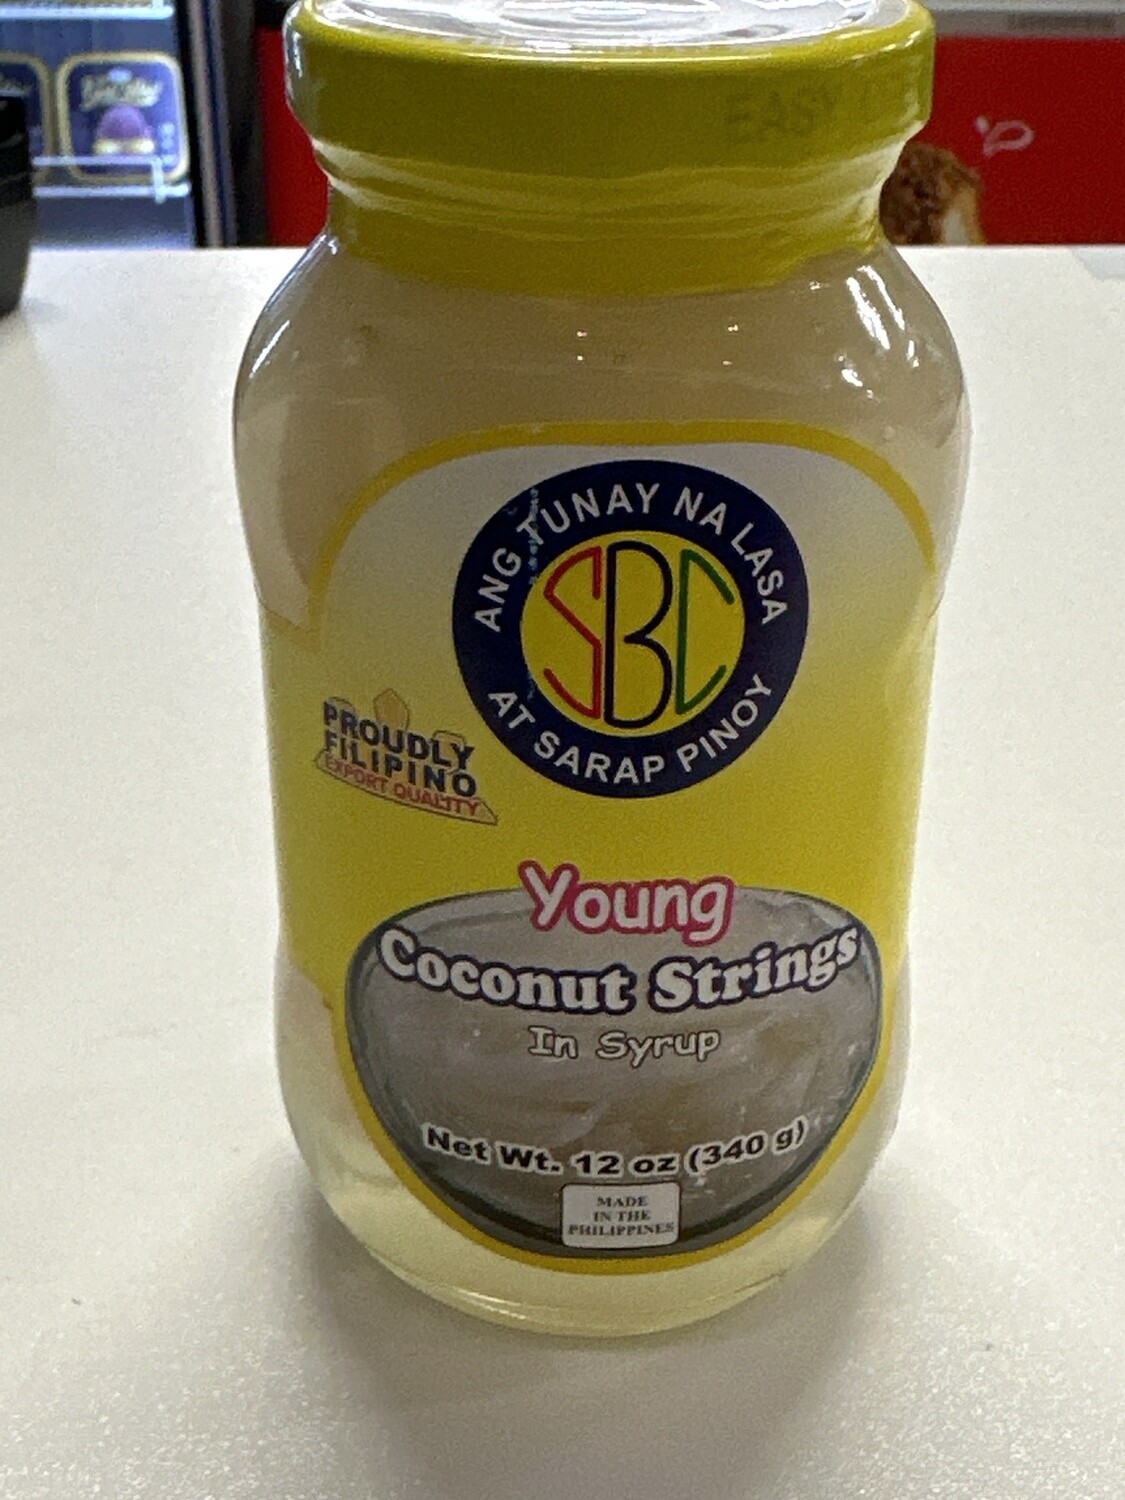 EASY
ANG TUNAY NA LASA
SBC
AT SARAP PINOY
PROUDLY
FILIPINO
EXPORT QUALITY
Young
Coconut Strings
In Syrup
Net Wt. 12 oz (340 g)
MADE
IN THE
PHILIPPINES